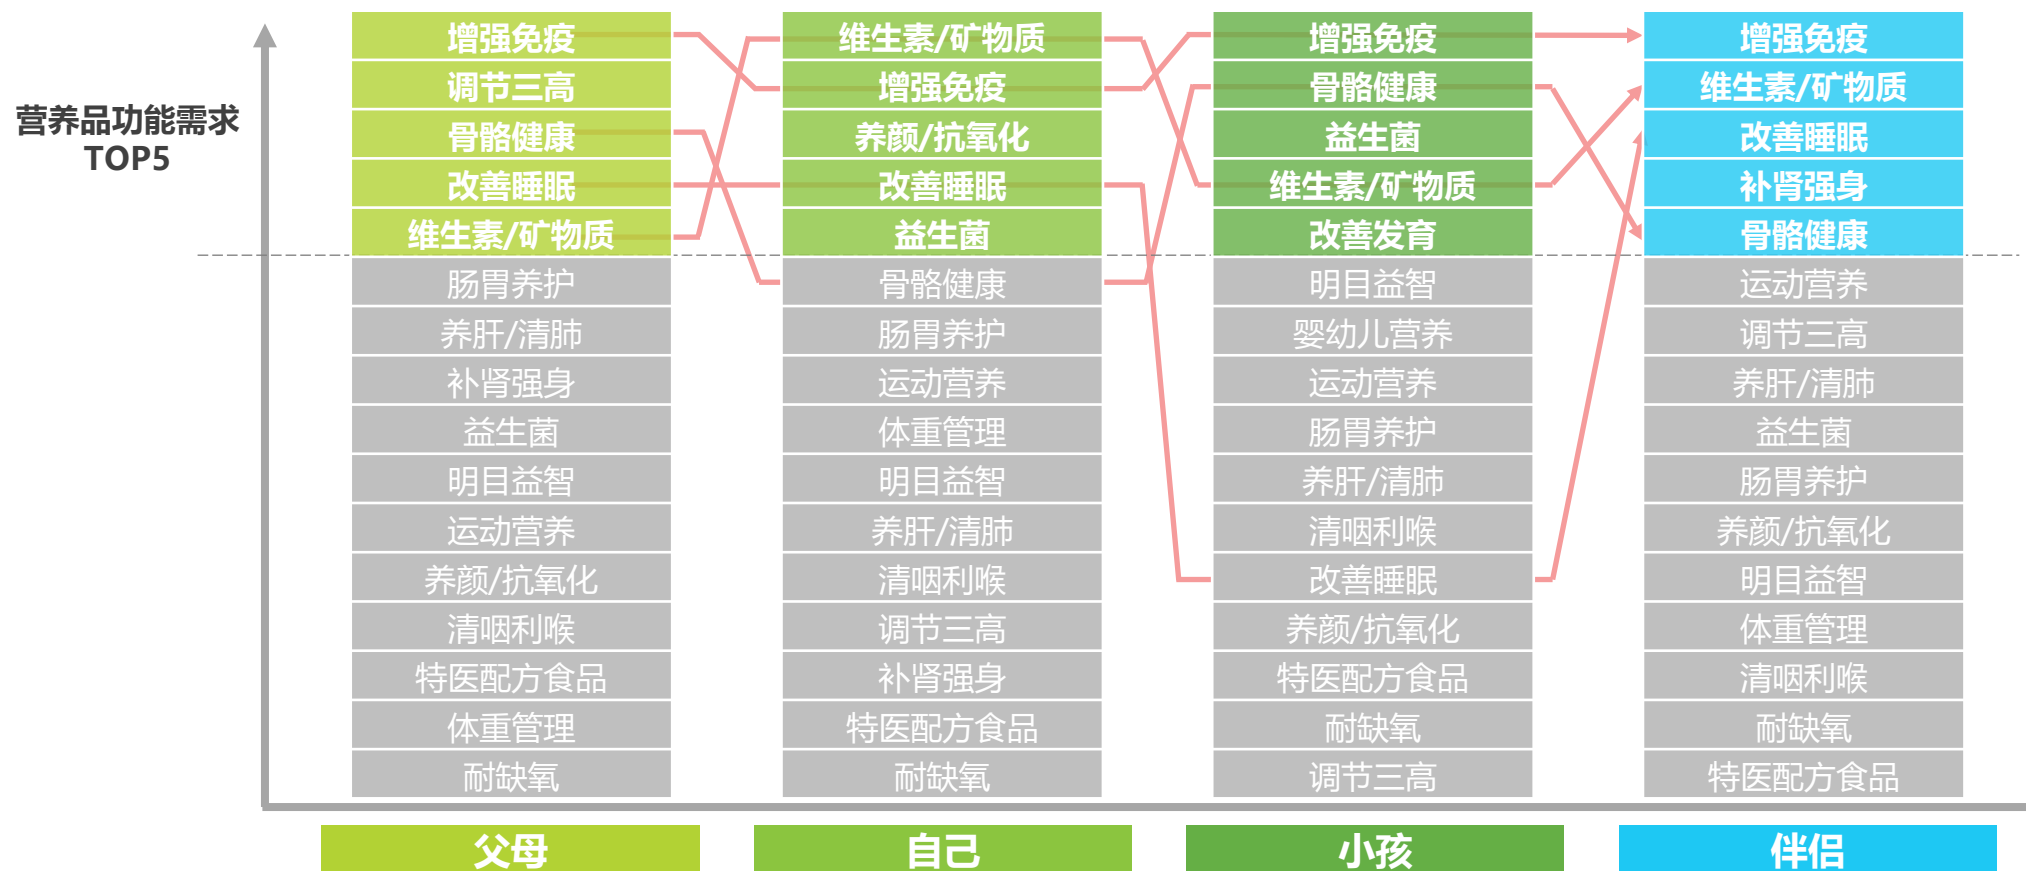 营养品功能需求
TOP5
增强免疫
调节三高
骨骼健康
改善睡眠
维生素/矿物质
肠胃养护
养肝/清肺
补肾强身
益生菌
明目益智
运动营养
养颜/抗氧化
清咽利喉
特医配方食品
体重管理
耐缺氧
父母
维生素/矿物质
增强免疫
养颜/抗氧化
改善睡眠
益生菌
骨骼健康
肠胃养护
运动营养
体重管理
明目益智
养肝/清肺
清咽利喉
调节三高
补肾强身
特医配方食品
耐缺氧
自己
增强免疫
骨骼健康
益生菌
维生素/矿物质
改善发育
明目益智
婴幼儿营养
运动营养
肠胃养护
养肝/清肺
清咽利喉
改善睡眠
养颜/抗氧化
特医配方食品
耐缺氧
调节三高
小孩
增强免疫
维生素/矿物质
改善睡眠
补肾强身
骨骼健康
运动营养
调节三高
养肝/清肺
益生菌
肠胃养护
养颜/抗氧化
明目益智
体重管理
清咽利喉
耐缺氧
特医配方食品
伴侣